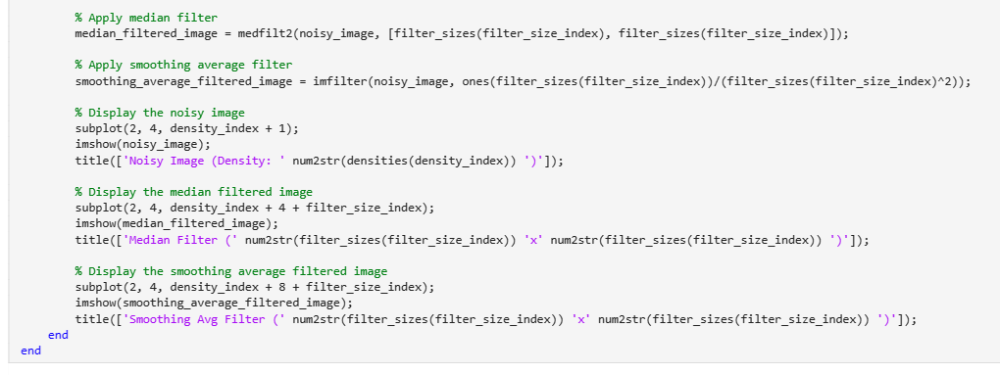 % Apply median filter
median_filtered_image = medfilt2(noisy_image, [filter_sizes(filter_size_index), filter_sizes(filter_size_index)]);
% Apply smoothing average filter
smoothing_average_filtered_image = imfilter(noisy_image, ones(filter_sizes(filter_size_index))/(filter_sizes(filter_size_index)^2));
% Display the noisy image
subplot(2, 4, density_index + 1);
imshow(noisy_image);
title(['Noisy Image (Density: ' num2str(densities(density_index)) ')']);
% Display the median filtered image
subplot(2, 4, density_index + 4 + filter_size_index);
imshow(median_filtered_image);
title(['Median Filter (' num2str(filter_sizes(filter_size_index)) 'x' num2str(filter_sizes(filter_size_index)) ')']);
% Display the smoothing average filtered image
subplot(2, 4, density_index + 8 + filter_size_index);
imshow(smoothing_average_filtered_image);
title(['Smoothing Avg Filter (' num2str(filter_sizes(filter_size_index)) 'x' num2str(filter_sizes(filter_size_index)) ')']);
end
end